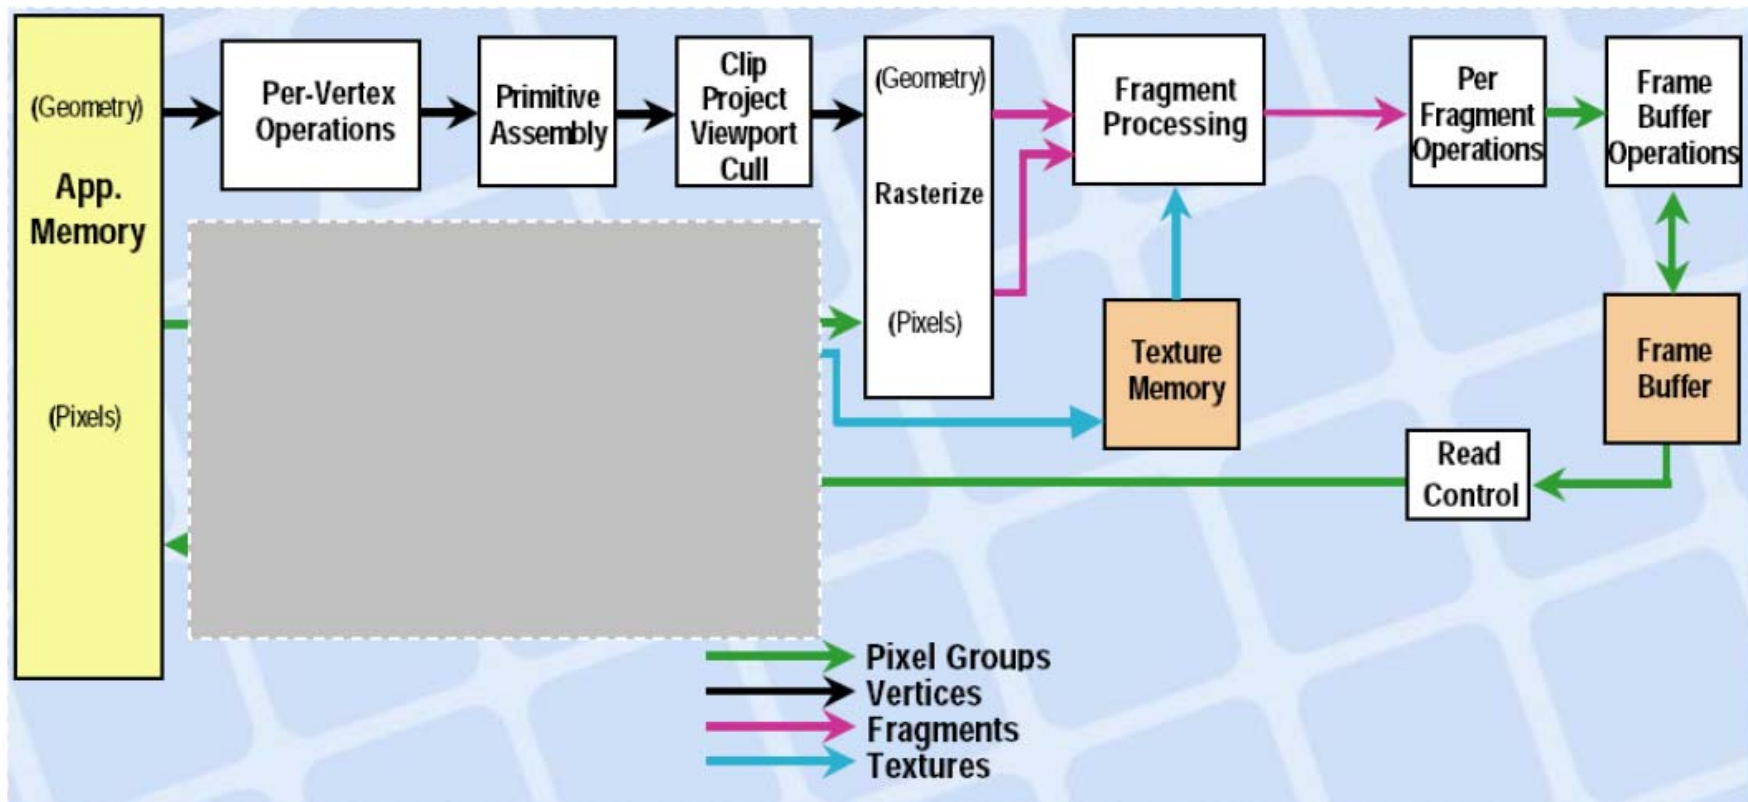 (Geometry)
App.
Memory
(Pixels)
Per-Vertex
Operations
Primitive
Assembly
Clip
Project
Viewport
Cull
(Geometry)
Rasterize
(Pixels)
Fragment
Processing
Per
Fragment
Operations
Frame
Buffer
Operations
Texture
Memory
Frame
Buffer
Read
Control
Pixel Groups
Vertices
Fragments
Textures